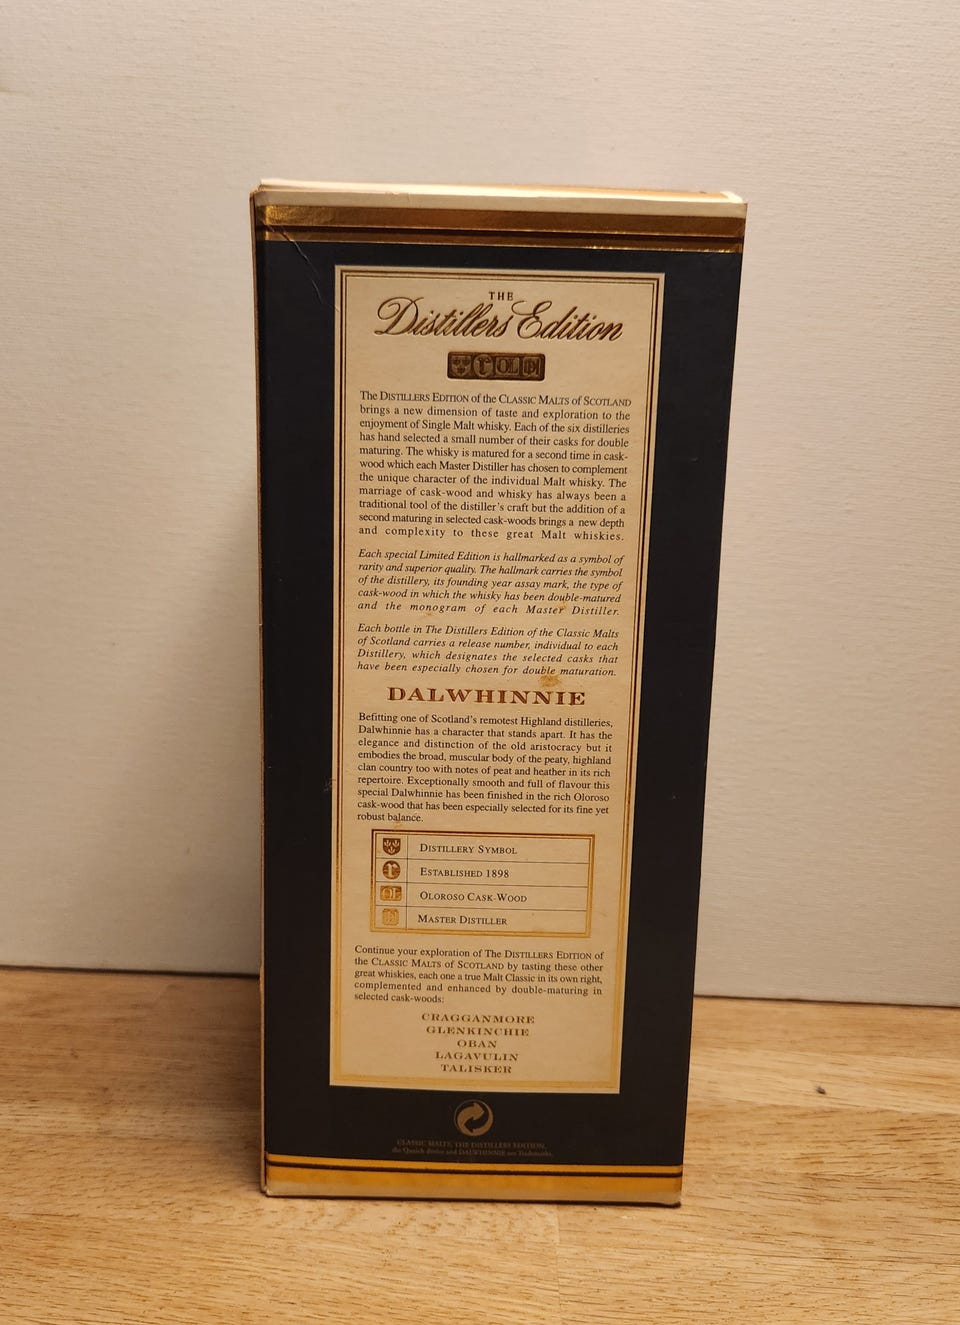 THE
Distillers Edition
OL
The DISTILLERS EDITION of the CLASSIC MALTS of SCOTLAND
brings a new dimension of taste and exploration to the
enjoyment of Single Malt whisky. Each of the six distilleries
has hand selected a small number of their casks for double
maturing. The whisky is matured for a second time in cask-
wood which each Master Distiller has chosen to complement
the unique character of the individual Malt whisky. The
marriage of cask-wood and whisky has always been a
traditional tool of the distiller's craft but the addition of a
second maturing in selected cask-woods brings a new depth
and complexity to these great Malt whiskies.
Each special Limited Edition is hallmarked as a symbol of
rarity and superior quality. The hallmark carries the symbol
of the distillery, its founding year assay mark, the type of
cask-wood in which the whisky has been double-matured
and the monogram of each Master Distiller.
Each bottle in The Distillers Edition of the Classic Malts
of Scotland carries a release number, individual to each
Distillery, which designates the selected casks that
have been especially chosen for double maturation.
DALWHINNIE
Befitting one of Scotland's remotest Highland distilleries,
Dalwhinnie has a character that stands apart. It has the
elegance and distinction of the old aristocracy but it
embodies the broad, muscular body of the peaty, highland
clan country too with notes of peat and heather in its rich
repertoire. Exceptionally smooth and full of flavour this
special Dalwhinnie has been finished in the rich Oloroso
cask-wood that has been especially selected for its fine yet
robust balance.
DISTILLERY SYMBOL
r ESTABLISHED 1898
OL OLOROSO CASK-WOOD
MASTER DISTILLER
Continue your exploration of The DISTILLERS EDITION of
the CLASSIC MALTS of SCOTLAND by tasting these other
great whiskies, each one a true Malt Classic in its own right,
complemented and enhanced by double-maturing in
selected cask-woods:
CRAGGANMORE
GLENKINCHIE
OBAN
LAGAVULIN
TALISKER
CLASSIC MALTS, THE DISTILLERS EDITION,
the Quaich device and DALWHINNIE are Trademarks.